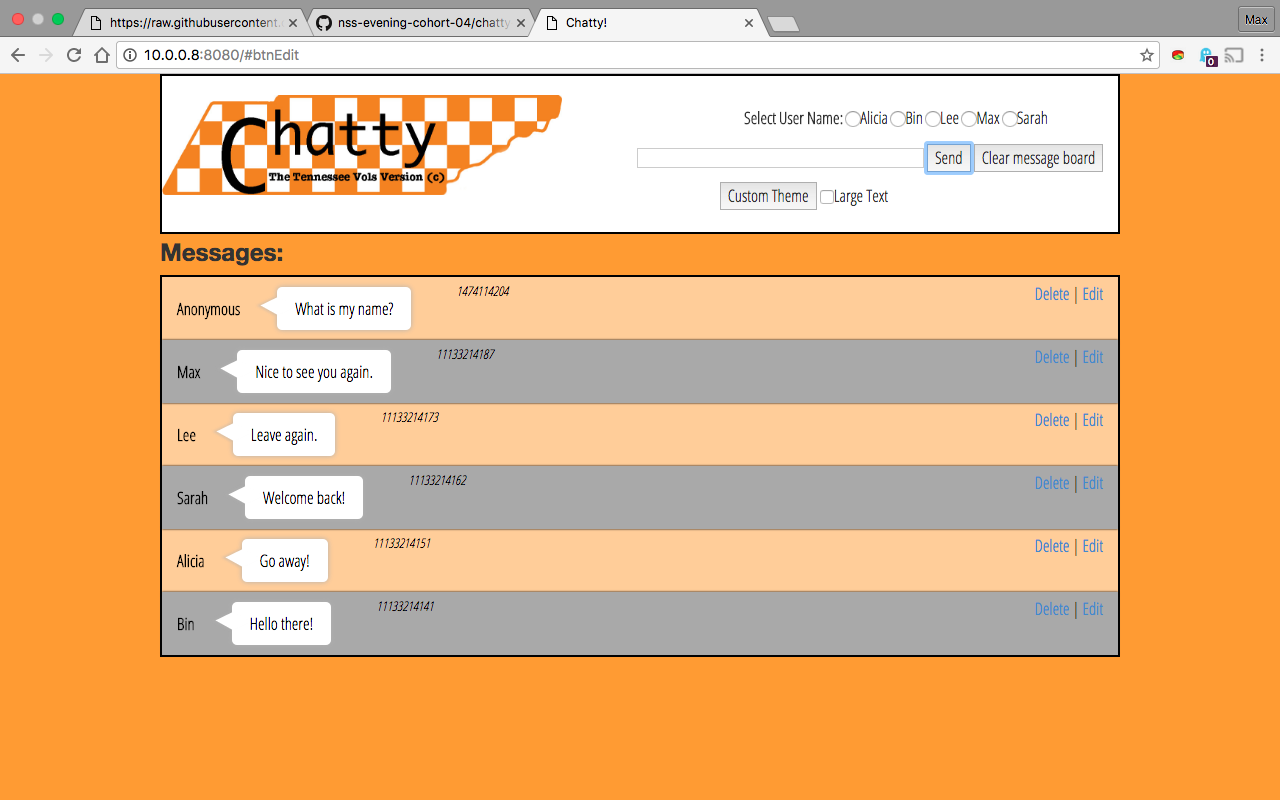 https://raw.githubusercontent.
nss-evening-cohort-04/chatty
Chatty!
Max
10.0.0.8:8080/#btnEdit
0
Chatty
The Tennessee Vols Version (c)
Select User Name: Alicia Bin Lee Max Sarah
Send Clear message board
Custom Theme Large Text
Messages:
Anonymous What is my name? 1474114204 Delete | Edit
Max Nice to see you again. 11133214187 Delete | Edit
Lee Leave again. 11133214173 Delete | Edit
Sarah Welcome back! 11133214162 Delete | Edit
Alicia Go away! 11133214151 Delete | Edit
Bin Hello there! 11133214141 Delete | Edit